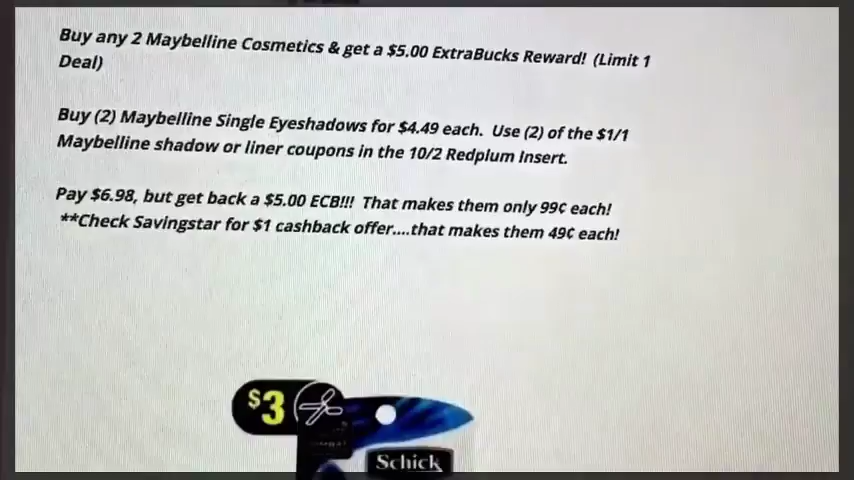 Buy any 2 Maybelline Cosmetics & get a $5.00 ExtraBucks Reward! (Limit 1
Deal)
Buy (2) Maybelline Single Eyeshadows for $4.49 each. Use (2) of the $1/1
Maybelline shadow or liner coupons in the 10/2 Redplum Insert.
Pay $6.98, but get back a $5.00 ECB!!! That makes them only 99¢ each!
**Check Savingstar for $1 cashback offer....that makes them 49¢ each!
$3
Schick